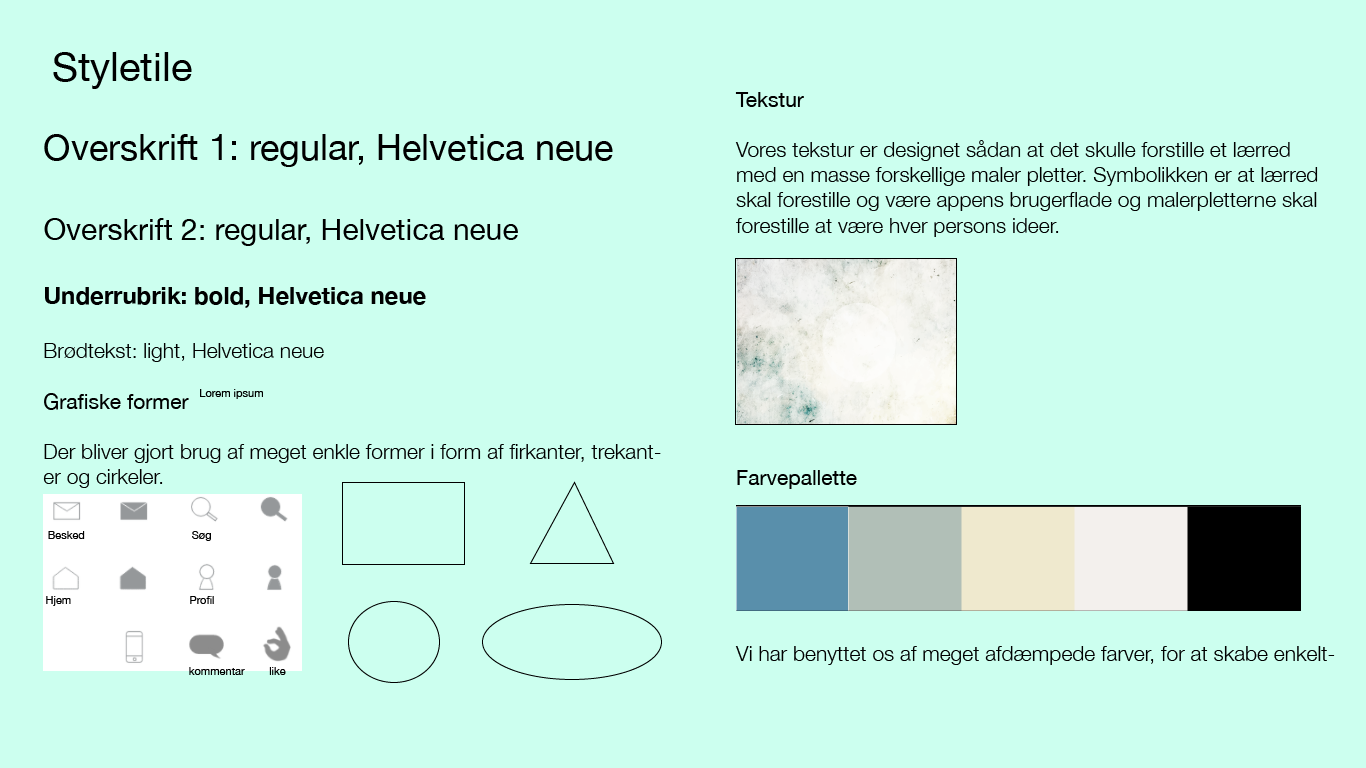 Styletile
Overskrift 1: regular, Helvetica neue
Overskrift 2: regular, Helvetica neue
Underrubrik: bold, Helvetica neue
Brødtekst: light, Helvetica neue
Grafiske former Lorem ipsum
Der bliver gjort brug af meget enkle former i form af firkanter, trekant-
er og cirkeler.
Besked
Søg
Hjem
Profil
kommentar
like
Tekstur
Vores tekstur er designet sådan at det skulle forstille et lærred
med en masse forskellige maler pletter. Symbolikken er at lærred
skal forestille og være appens brugerflade og malerpletterne skal
forestille at være hver persons ideer.
Farvepallette
Vi har benyttet os af meget afdæmpede farver, for at skabe enkelt-